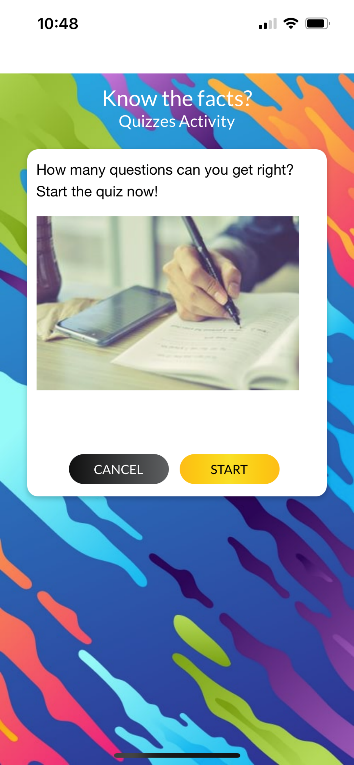 10:48
Know the facts?
Quizzes Activity
How many questions can you get right?
Start the quiz now!
CANCEL
START